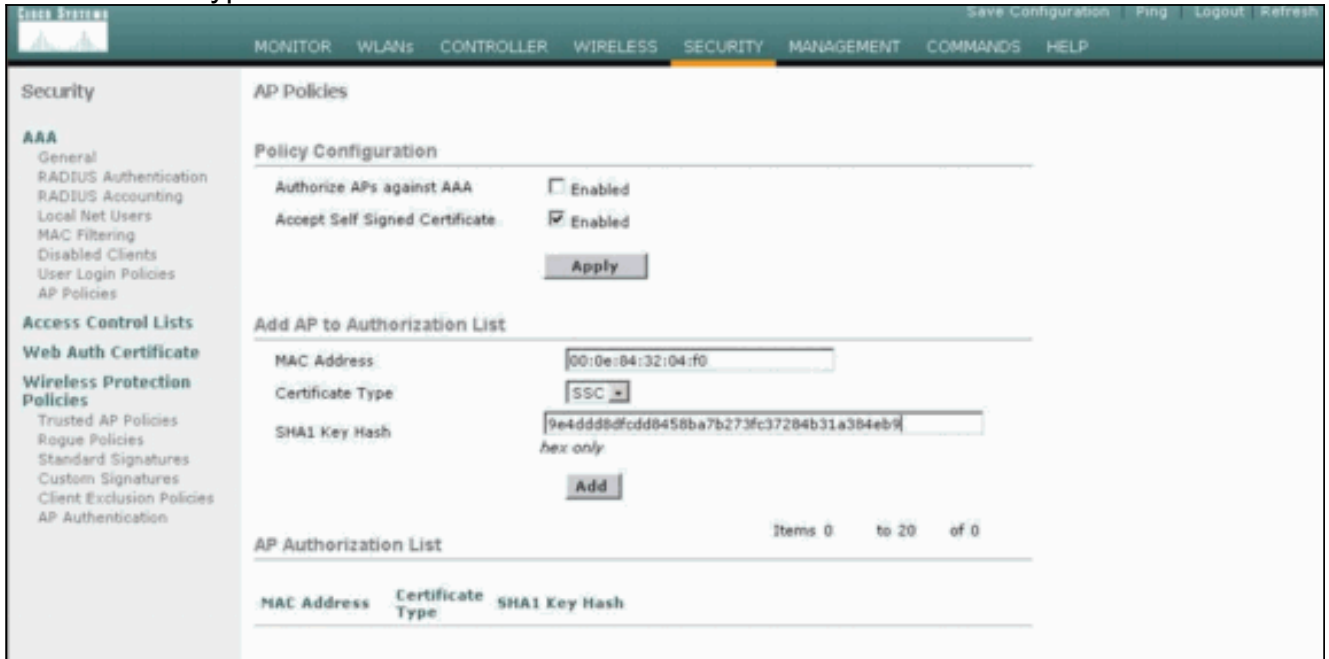 Cisco Systems
Save Configuration | Ping | Logout | Refresh
MONITOR WLANs CONTROLLER WIRELESS SECURITY MANAGEMENT COMMANDS HELP
Security
AAA
General
RADIUS Authentication
RADIUS Accounting
Local Net Users
MAC Filtering
Disabled Clients
User Login Policies
AP Policies
Access Control Lists
Web Auth Certificate
Wireless Protection
Policies
Trusted AP Policies
Rogue Policies
Standard Signatures
Custom Signatures
Client Exclusion Policies
AP Authentication
AP Policies
Policy Configuration
Authorize APs against AAA Enabled
Accept Self Signed Certificate Enabled
Apply
Add AP to Authorization List
MAC Address 00:0e:84:32:04:f0
Certificate Type SSC
SHA1 Key Hash 9e4ddd8dfcdd8458ba7b273fc37284b31a384eb9
hex only
Add
Items 0 to 20 of 0
AP Authorization List
MAC Address Certificate Type SHA1 Key Hash